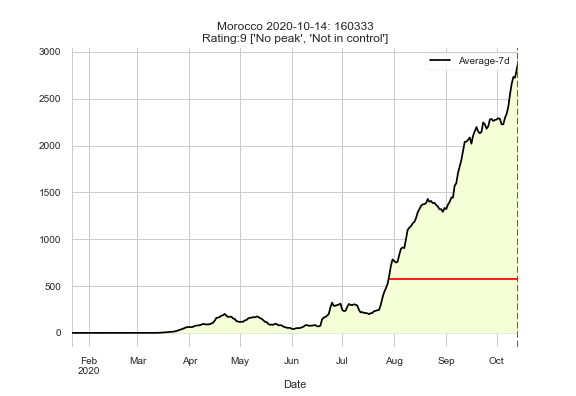 Morocco 2020-10-14: 160333
Rating:9 ['No peak', 'Not in control']
Average-7d
3000
2500
2000
1500
1000
500
0
Feb Mar Apr May Jun Jul Aug Sep Oct
2020
Date